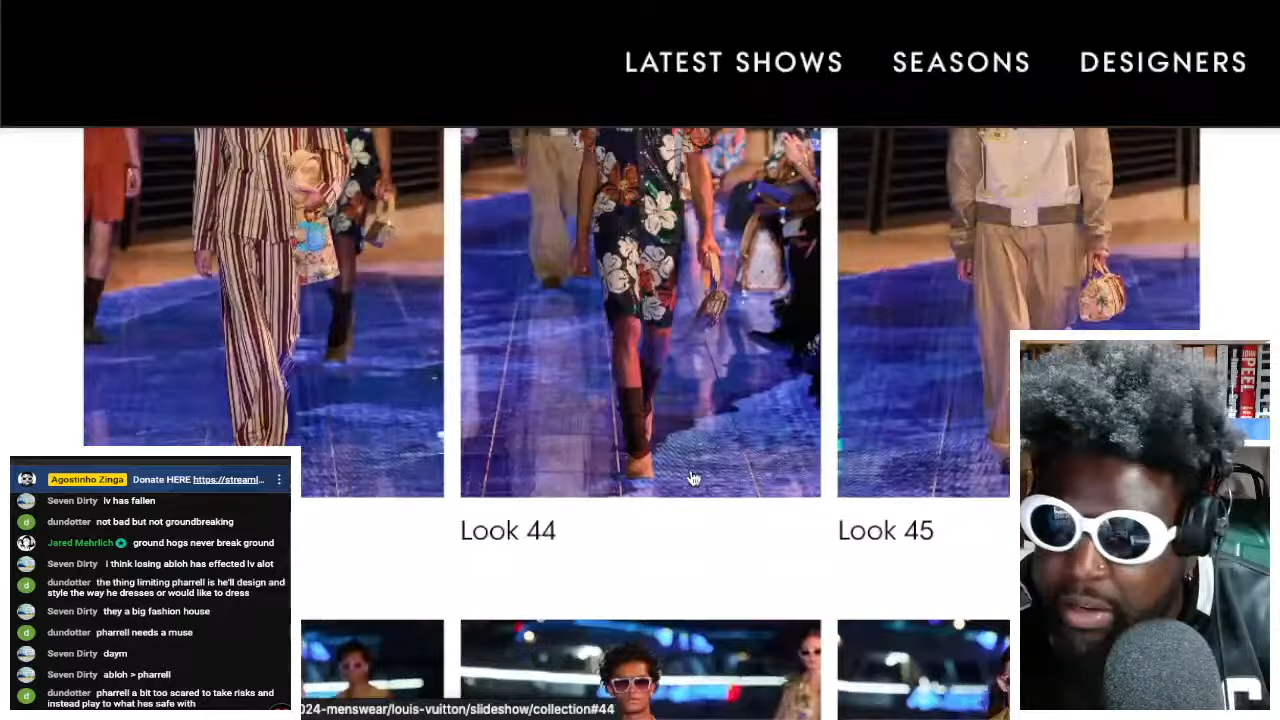 LATEST SHOWS SEASONS DESIGNERS
Look 44 Look 45
Agostinho Zinga Donate HERE https://streaml...
Seven Dirty lv has fallen
dundotter not bad but not groundbreaking
Jared Mehrlich ground hogs never break ground
Seven Dirty i think losing abloh has effected lv alot
dundotter the thing limiting pharrell is he'll design and
style the way he dresses or would like to dress
Seven Dirty they a big fashion house
dundotter pharrell needs a muse
Seven Dirty daym
Seven Dirty abloh > pharrell
dundotter pharrell a bit too scared to take risks and
instead play to what hes safe with
024-menswear/louis-vuitton/slideshow/collection#44
PEEL